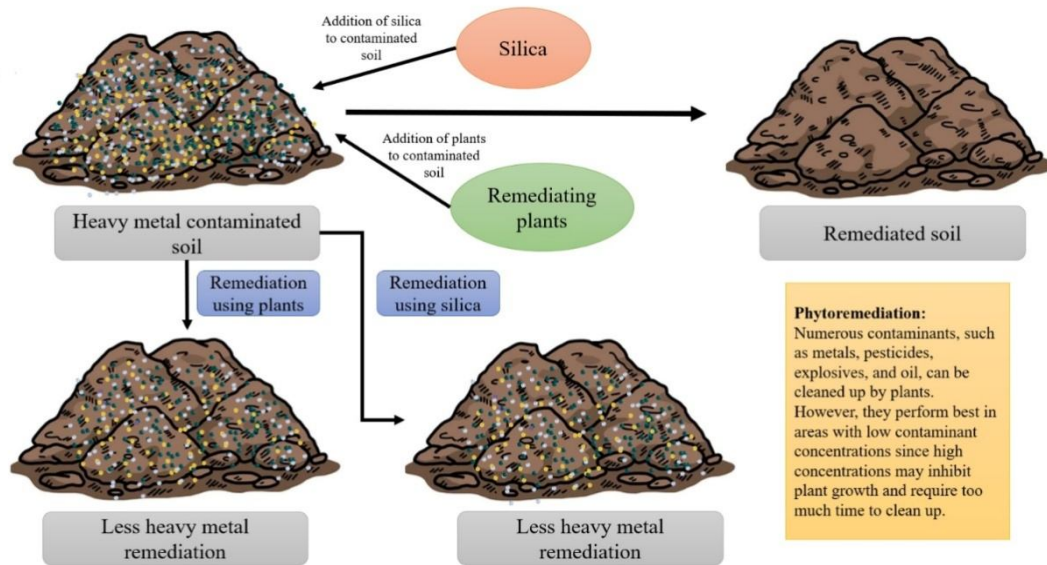 Addition of silica
to contaminated
soil
Silica
Addition of plants
to contaminated
soil
Remediating
plants
Heavy metal contaminated
soil
Remediated soil
Remediation
using plants
Remediation
using silica
Phytoremediation:
Numerous contaminants, such
as metals, pesticides,
explosives, and oil, can be
cleaned up by plants.
However, they perform best in
areas with low contaminant
concentrations since high
concentrations may inhibit
plant growth and require too
much time to clean up.
Less heavy metal
remediation
Less heavy metal
remediation